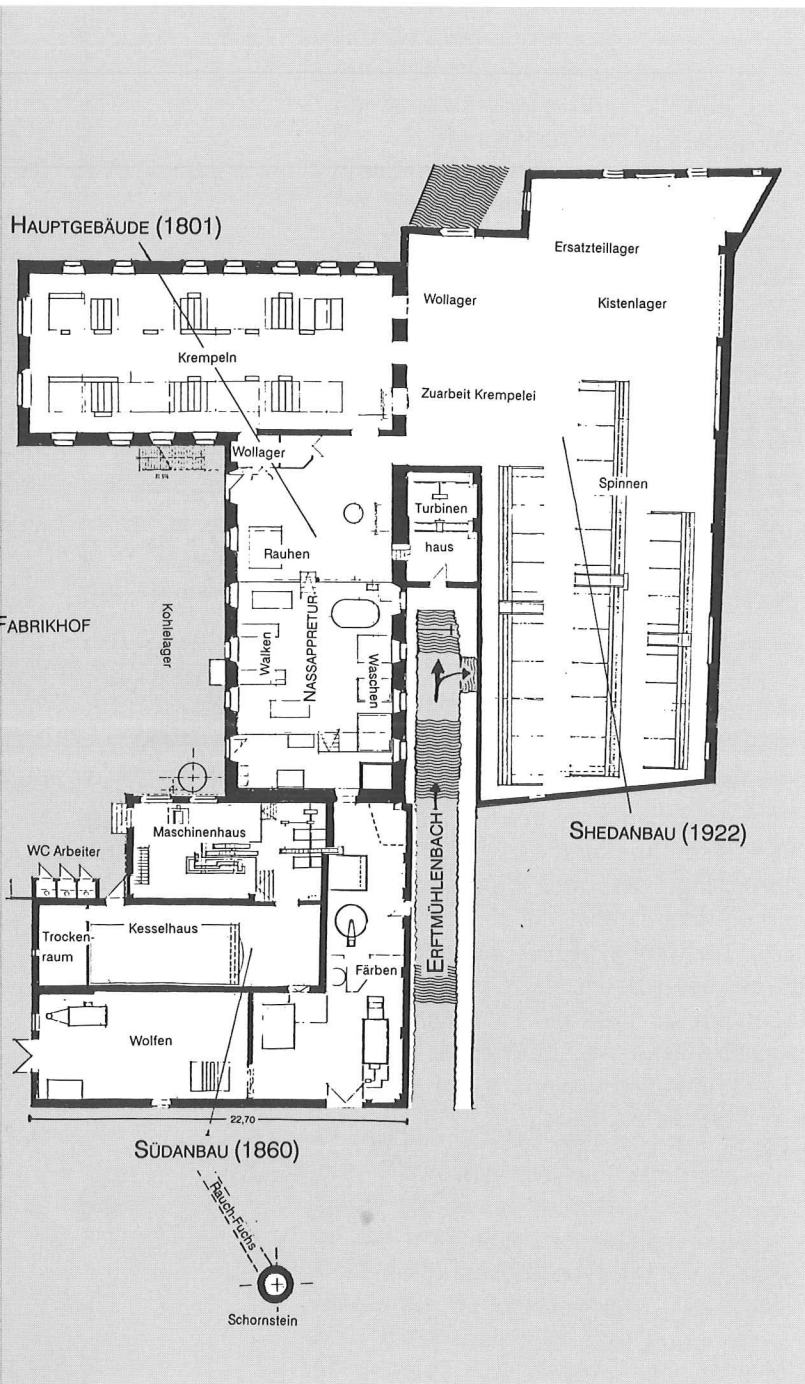 HAUPTGEBÄUDE (1801)
Ersatzteillager
Wollager
Kistenlager
Krempeln
Zuarbeit Krempelei
Wollager
Spinnen
Turbinen
haus
Rauhen
FABRIKHOF
Kohlelager
Walken
NASSAPPRETUR
Waschen
Maschinenhaus
SHEDANBAU (1922)
WC Arbeiter
ERFTMÜHLENBACH
Trocken-
raum
Kesselhaus
Färben
Wolfen
22,70
SÜDANBAU (1860)
Rauch-Fuchs
Schornstein